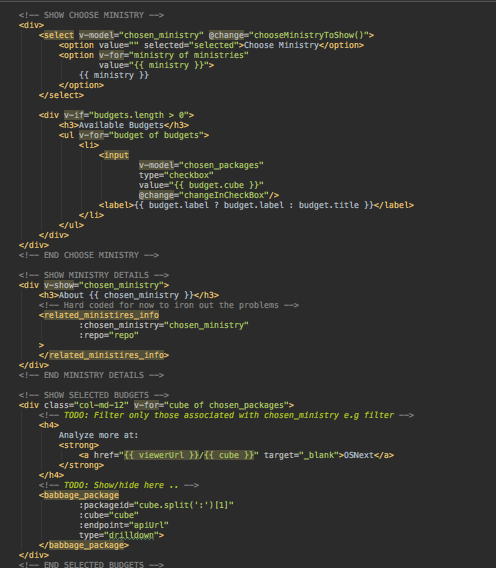 <!-- SHOW CHOOSE MINISTRY -->
<div>
    <select v-model="chosen_ministry" @change="chooseMinistryToShow()">
        <option value="" selected="selected">Choose Ministry</option>
        <option v-for="ministry of ministries"
                value="{{ ministry }}">
            {{ ministry }}
        </option>
    </select>

    <div v-if="budgets.length > 0">
        <h3>Available Budgets</h3>
        <ul v-for="budget of budgets">
            <li>
                <input
                        v-model="chosen_packages"
                        type="checkbox"
                        value="{{ budget.cube }}"
                        @change="changeInCheckBox"/>
                <label>{{ budget.label ? budget.label : budget.title }}</label>
            </li>
        </ul>
    </div>
</div>
<!-- END CHOOSE MINISTRY -->

<!-- SHOW MINISTRY DETAILS -->
<div v-show="chosen_ministry">
    <h3>About {{ chosen_ministry }}</h3>
    <!-- Hard coded for now to iron out the problems -->
    <related_ministires_info
            :chosen_ministry="chosen_ministry"
            :repo="repo"
    >
    </related_ministires_info>
</div>
<!-- END MINISTRY DETAILS -->

<!-- SHOW SELECTED BUDGETS -->
<div class="col-md-12" v-for="cube of chosen_packages">
    <!-- TODO: Filter only those associated with chosen_ministry e.g filter -->
    <h4>
        Analyze more at:
        <strong>
            <a href="{{ viewerUrl }}/{{ cube }}" target="_blank">OSNext</a>
        </strong>
    </h4>
    <!-- TODO: Show/hide here .. -->
    <babbage_package
            :packageid="cube.split(':')[1]"
            :cube="cube"
            :endpoint="apiUrl"
            type="drilldown">
    </babbage_package>
</div>
<!-- END SELECTED BUDGETS -->